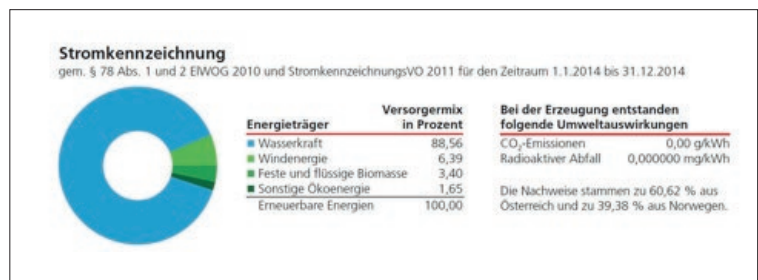 Stromkennzeichnung
gem. § 78 Abs. 1 und 2 ElWOG 2010 und StromkennzeichnungsVO 2011 für den Zeitraum 1.1.2014 bis 31.12.2014
Versorgermix
Energieträger in Prozent
Wasserkraft 88,56
Windenergie 6,39
Feste und flüssige Biomasse 3,40
Sonstige Ökoenergie 1,65
Erneuerbare Energien 100,00
Bei der Erzeugung entstanden
folgende Umweltauswirkungen
CO₂-Emissionen 0,00 g/kWh
Radioaktiver Abfall 0,000000 mg/kWh
Die Nachweise stammen zu 60,62 % aus
Österreich und zu 39,38 % aus Norwegen.